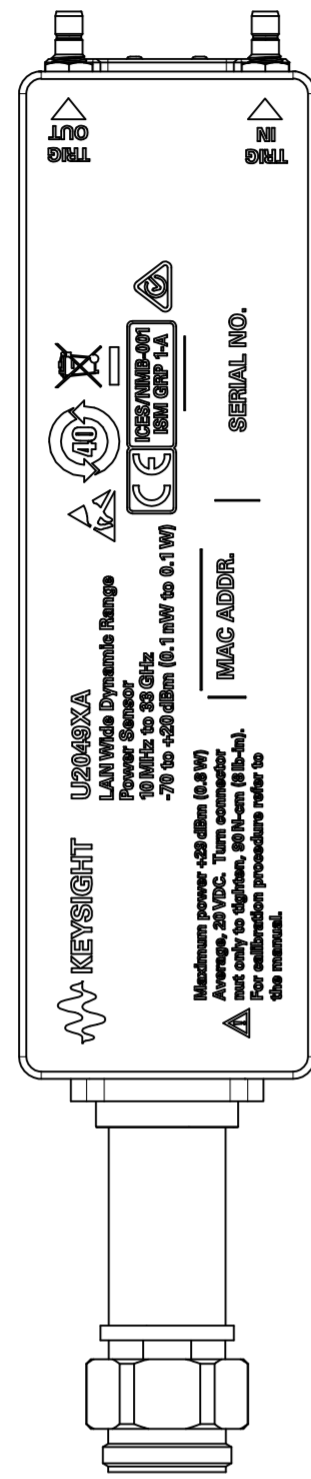 KEYSIGHT
U2049XA
LAN Wide Dynamic Range
Power Sensor
10 MHz to 33 GHz
-70 to +20 dBm (0.1 nW to 0.1 W)
40
CE
ICES/NMB-001
ISM GRP 1-A
Maximum power +29 dBm (0.8 W)
Average, 20 VDC. Turn connector
nut only to tighten, 90 N-cm (8 lb-in).
For calibration procedure refer to
the manual.
MAC ADDR.
SERIAL NO.
TRIG
OUT
TRIG
IN